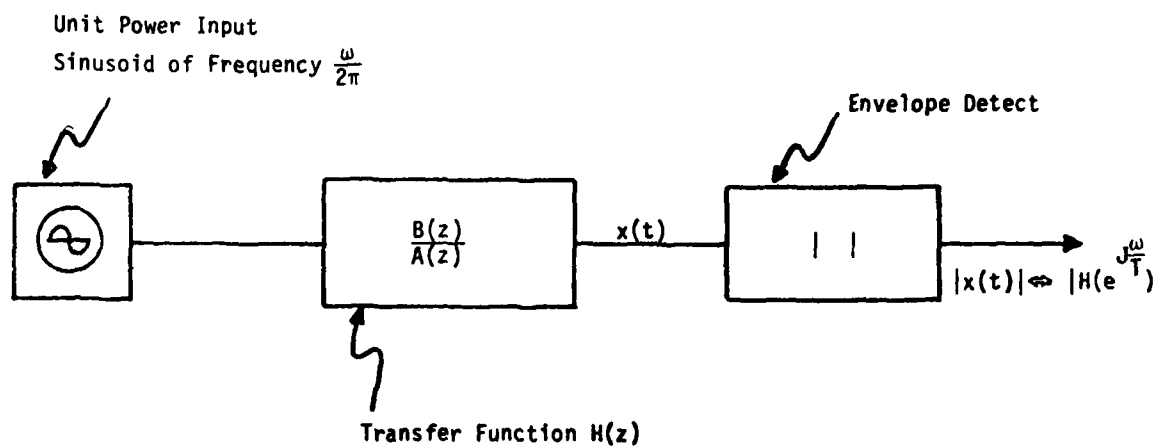 Unit Power Input
Sinusoid of Frequency ω/2π
Envelope Detect
B(z)/A(z)
x(t)
| |
|x(t)| ⇔ |H(e^{Jω/T})
Transfer Function H(z)